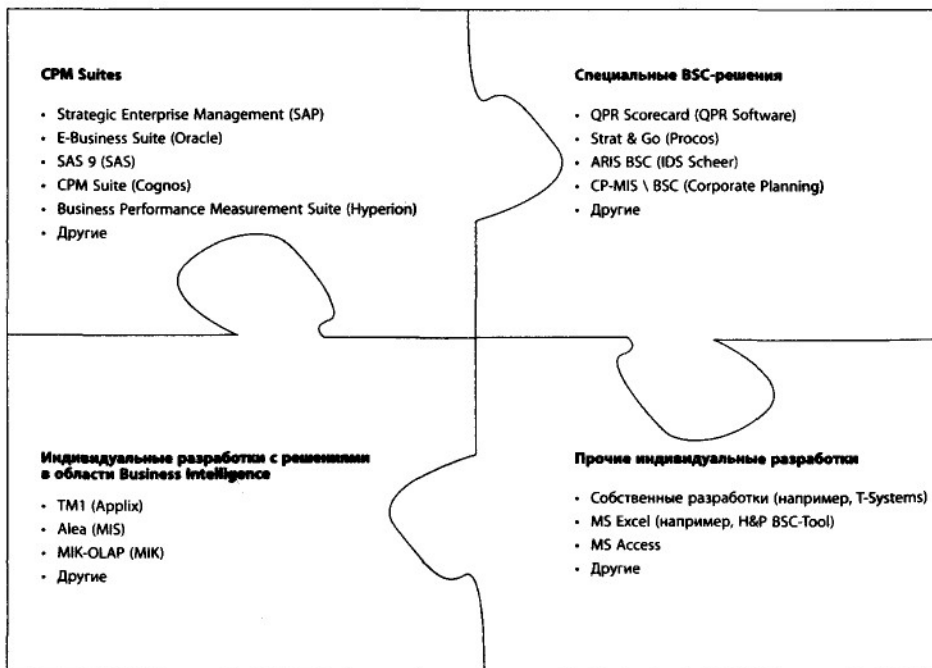 CPM Suites
• Strategic Enterprise Management (SAP)
• E-Business Suite (Oracle)
• SAS 9 (SAS)
• CPM Suite (Cognos)
• Business Performance Measurement Suite (Hyperion)
• Другие
Специальные BSC-решения
• QPR Scorecard (QPR Software)
• Strat & Go (Procos)
• ARIS BSC (IDS Scheer)
• CP-MIS \ BSC (Corporate Planning)
• Другие
Индивидуальные разработки с решениями
в области Business Intelligence
• TM1 (Applix)
• Alea (MIS)
• MIK-OLAP (MIK)
• Другие
Прочие индивидуальные разработки
• Собственные разработки (например, T-Systems)
• MS Excel (например, H&P BSC-Tool)
• MS Access
• Другие